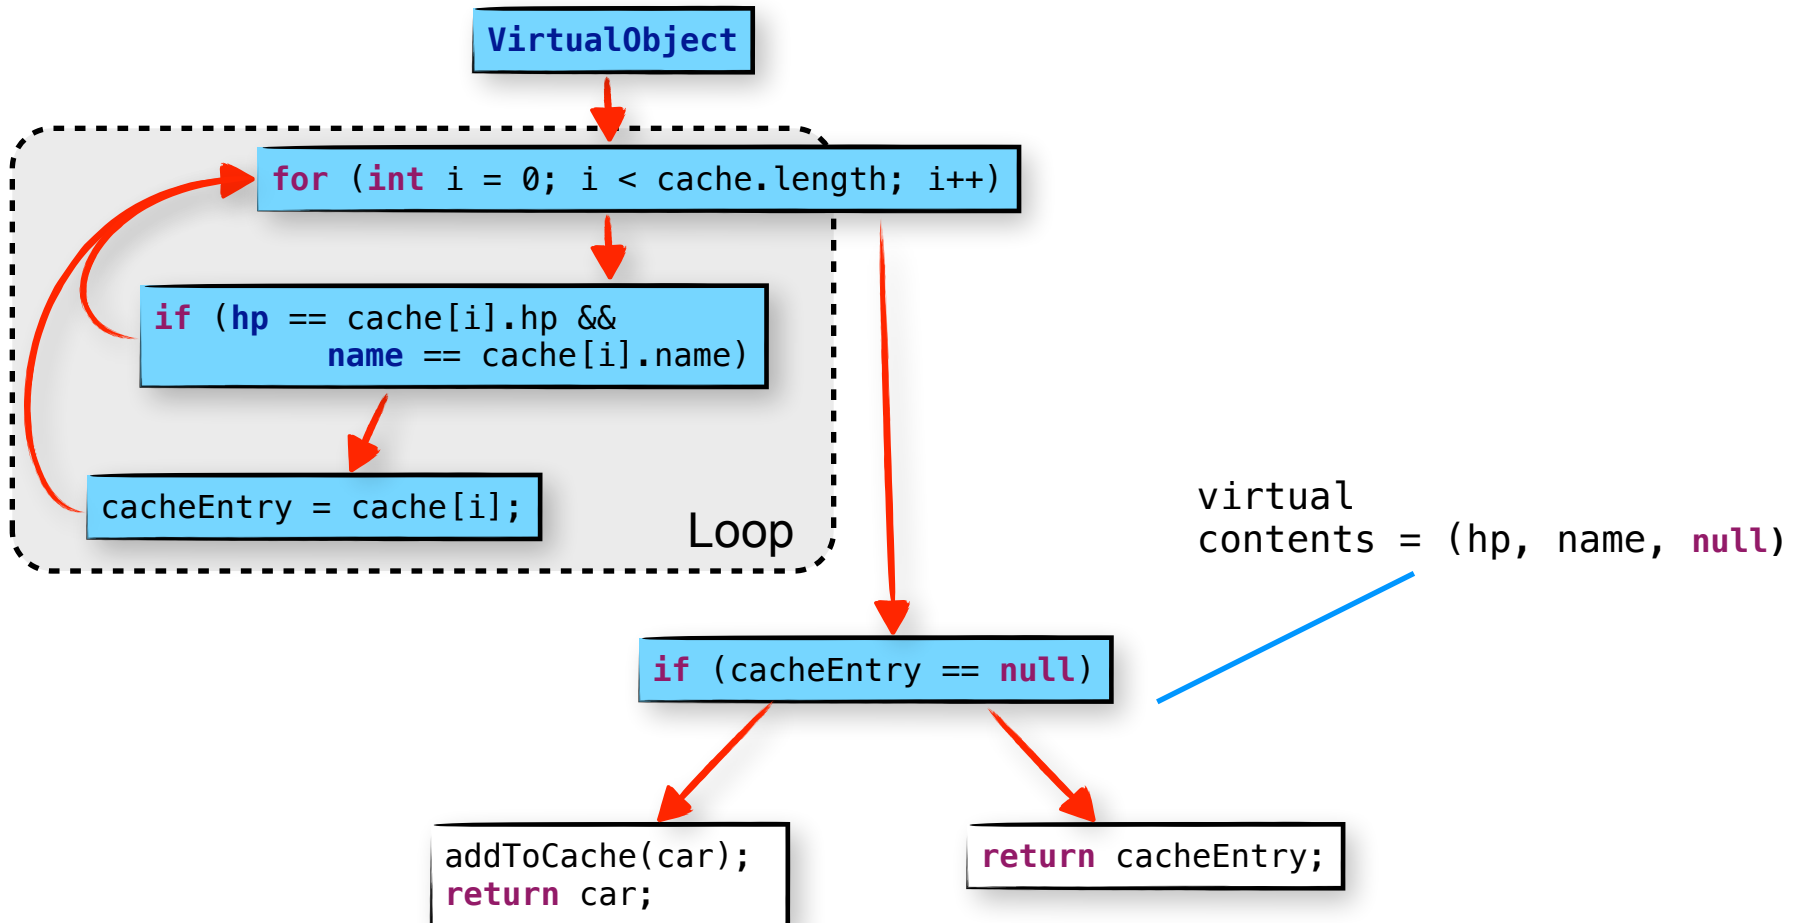 VirtualObject
for (int i = 0; i < cache.length; i++)
if (hp == cache[i].hp &&
name == cache[i].name)
cacheEntry = cache[i];
Loop
virtual
contents = (hp, name, null)
if (cacheEntry == null)
addToCache(car);
return car;
return cacheEntry;